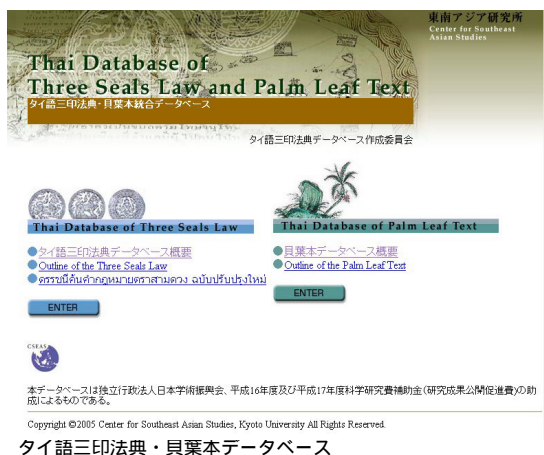 東南アジア研究所
Center for Southeast
Asian Studies
Thai Database of
Three Seals Law and Palm Leaf Text
タイ語三印法典・貝葉本統合データベース
タイ語三印法典データベース作成委員会
Thai Database of Three Seals Law
タイ語三印法典データベース概要
Outline of the Three Seals Law
ดรรชนีค้นคำกฎหมายตราสามดวง ฉบับปรับปรุงใหม่
ENTER
Thai Database of Palm Leaf Text
貝葉本データベース概要
Outline of the Palm Leaf Text
ENTER
CSEAS
本データベースは独立行政法人日本学術振興会、平成16年度及び平成17年度科学研究費補助金(研究成果公開促進費)の助
成によるものである。
Copyright ©2005 Center for Southeast Asian Studies, Kyoto University All Rights Reserved.
タイ語三印法典・貝葉本データベース